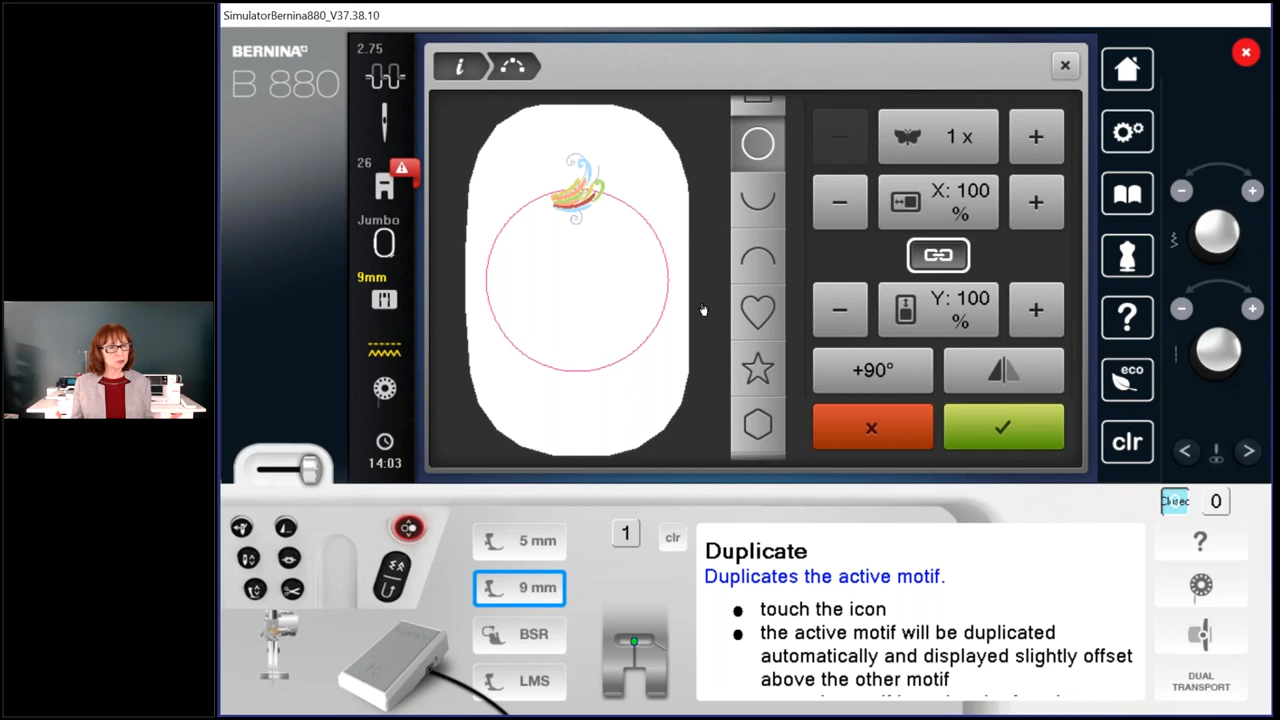 SimulatorBernina880_V37.38.10
BERNINA
B 880
2.75
26
Jumbo
9mm
14:03
i
1 x
X: 100
%
Y: 100
%
+90°
eco
clr
0
5 mm
9 mm
BSR
LMS
1
clr
Duplicate
Duplicates the active motif.
● touch the icon
● the active motif will be duplicated
automatically and displayed slightly offset
above the other motif
?
DUAL
TRANSPORT